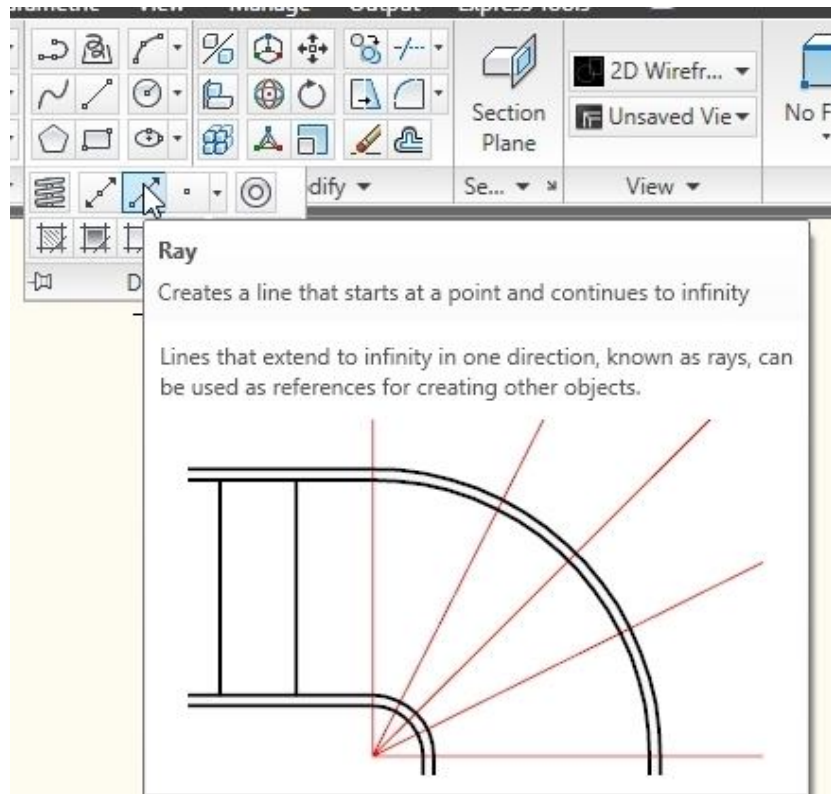 Manage
Output
Express Tools
2D Wirefr...
Section
Plane
Unsaved Vie
No F
dify
Se...
View
D
Ray
Creates a line that starts at a point and continues to infinity
Lines that extend to infinity in one direction, known as rays, can
be used as references for creating other objects.